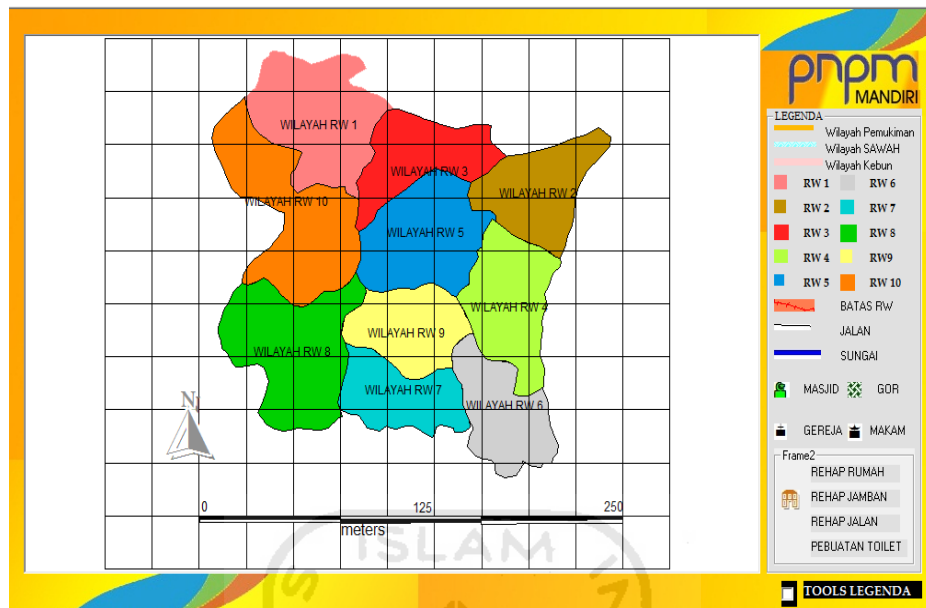 WILAYAH RW 1
WILAYAH RW 3
WILAYAH RW 2
WILAYAH RW 10
WILAYAH RW 5
WILAYAH RW 4
WILAYAH RW 9
WILAYAH RW 8
WILAYAH RW 7
WILAYAH RW 6
N
0 125 250
meters
ISLAM
pnpm
MANDIRI
LEGENDA
Wilayah Pemukiman
Wilayah SAWAH
Wilayah Kebun
RW 1 RW 6
RW 2 RW 7
RW 3 RW 8
RW 4 RW9
RW 5 RW 10
BATAS RW
JALAN
SUNGAI
MASJID GOR
GEREJA MAKAM
Frame2
REHAP RUMAH
REHAP JAMBAN
REHAP JALAN
PEBUATAN TOILET
TOOLS LEGENDA